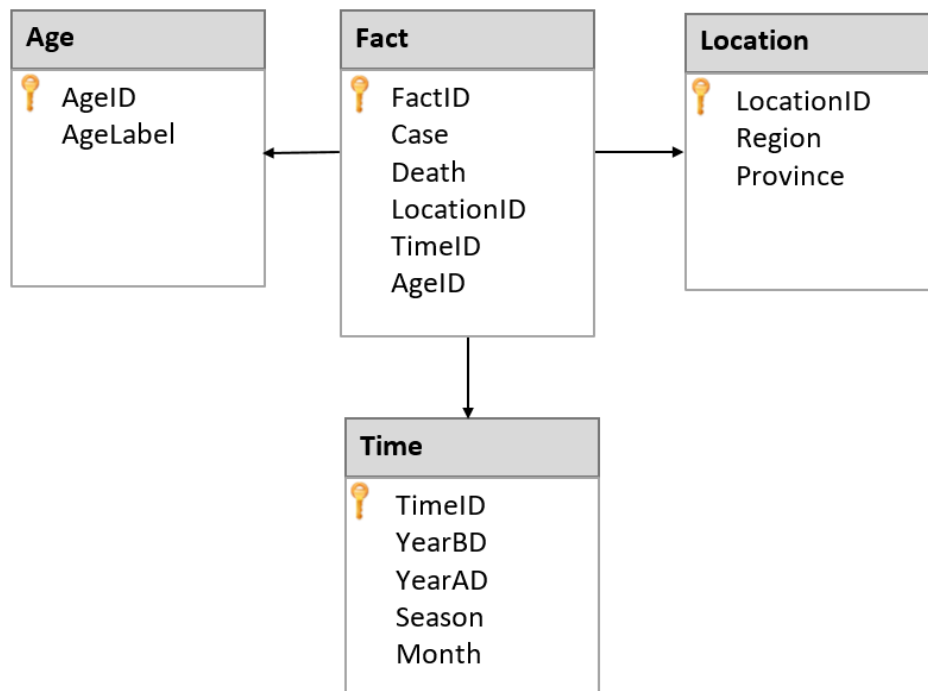 Age
AgeID
AgeLabel
Fact
FactID
Case
Death
LocationID
TimeID
AgeID
Location
LocationID
Region
Province
Time
TimeID
YearBD
YearAD
Season
Month